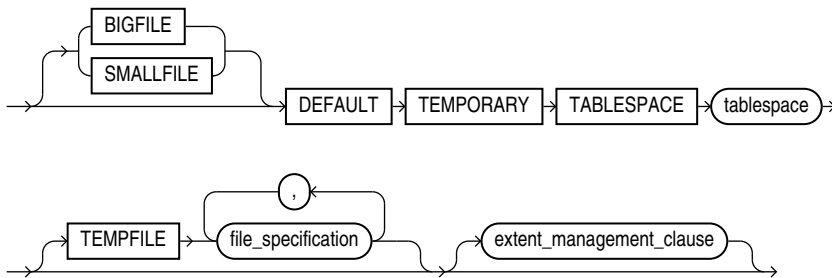 BIGFILE
SMALLFILE
DEFAULT TEMPORARY TABLESPACE tablespace
,
TEMPFILE file_specification extent_management_clause